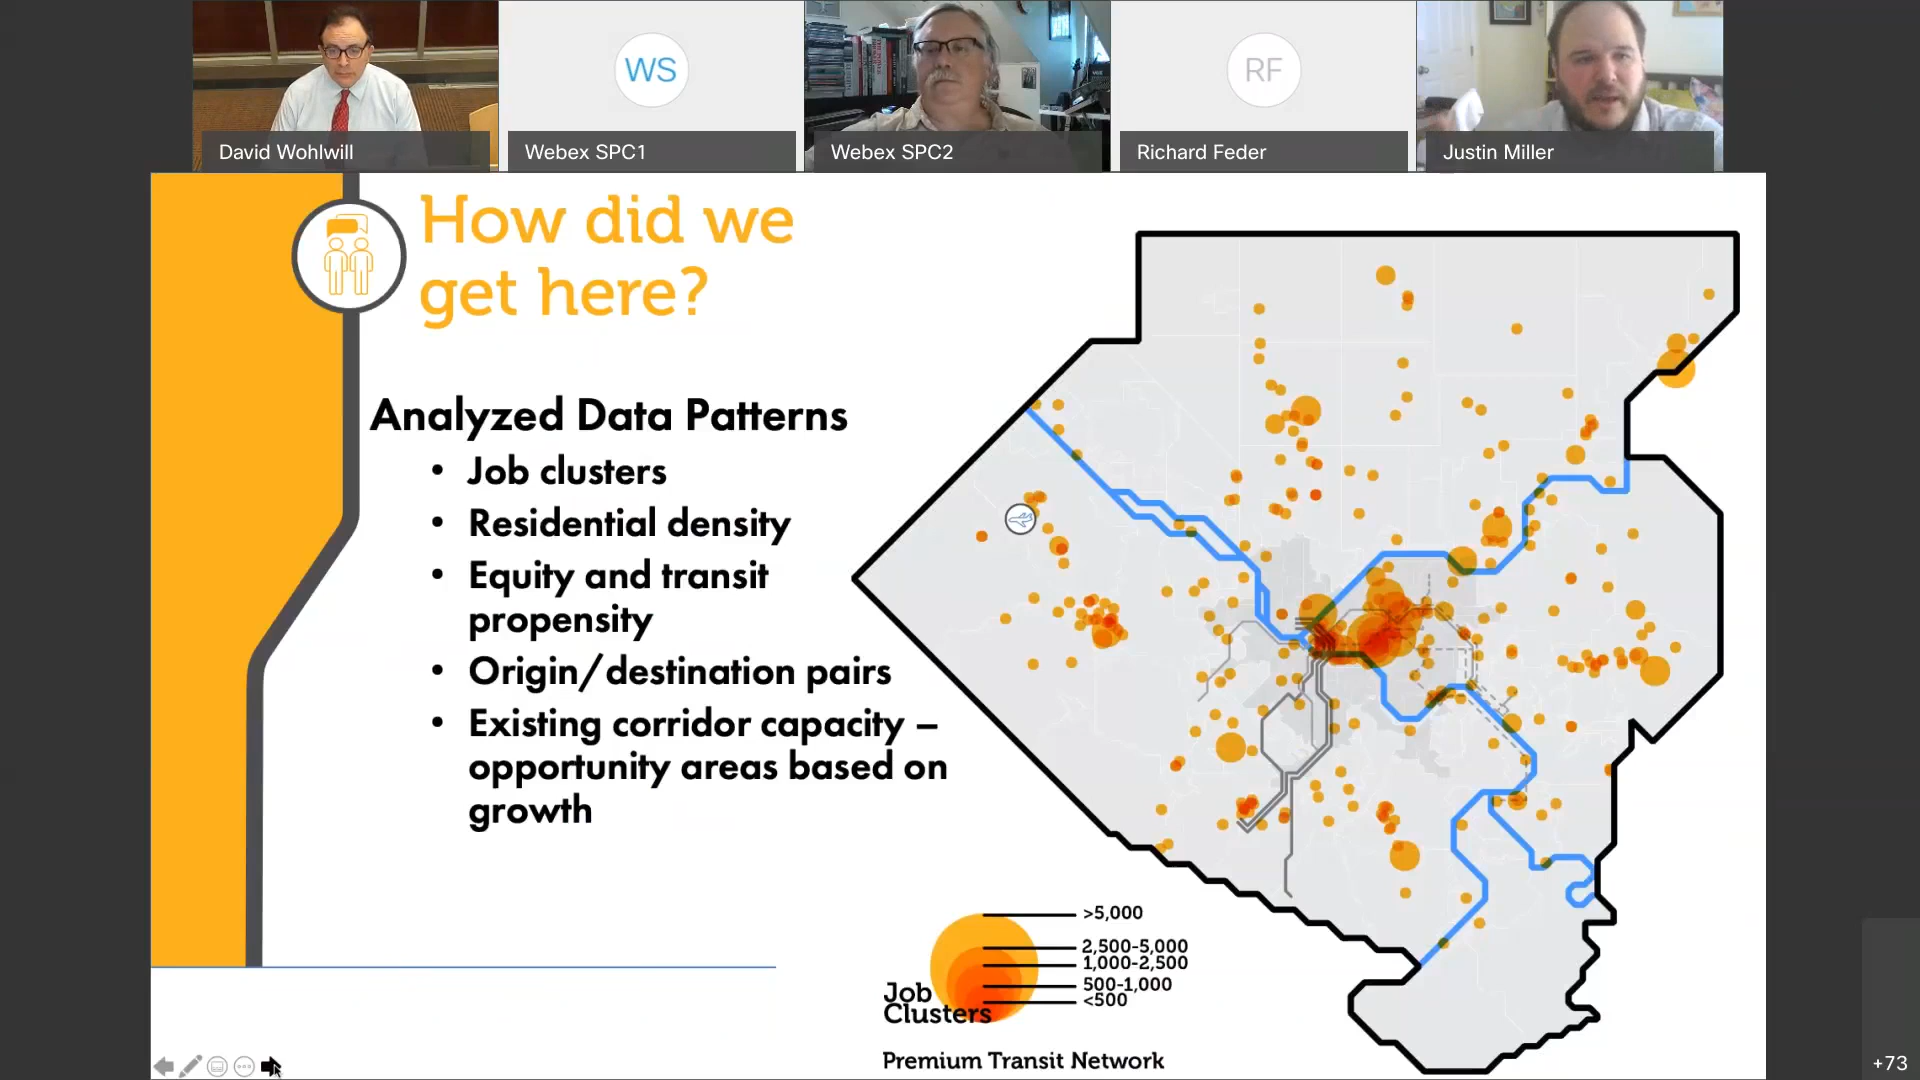 WS
RF
David Wohlwill
Webex SPC1
Webex SPC2
Richard Feder
Justin Miller
How did we
get here?
Analyzed Data Patterns
• Job clusters
• Residential density
• Equity and transit
propensity
• Origin/destination pairs
• Existing corridor capacity –
opportunity areas based on
growth
>5,000
2,500-5,000
1,000-2,500
500-1,000
<500
Job
Clusters
Premium Transit Network
+73